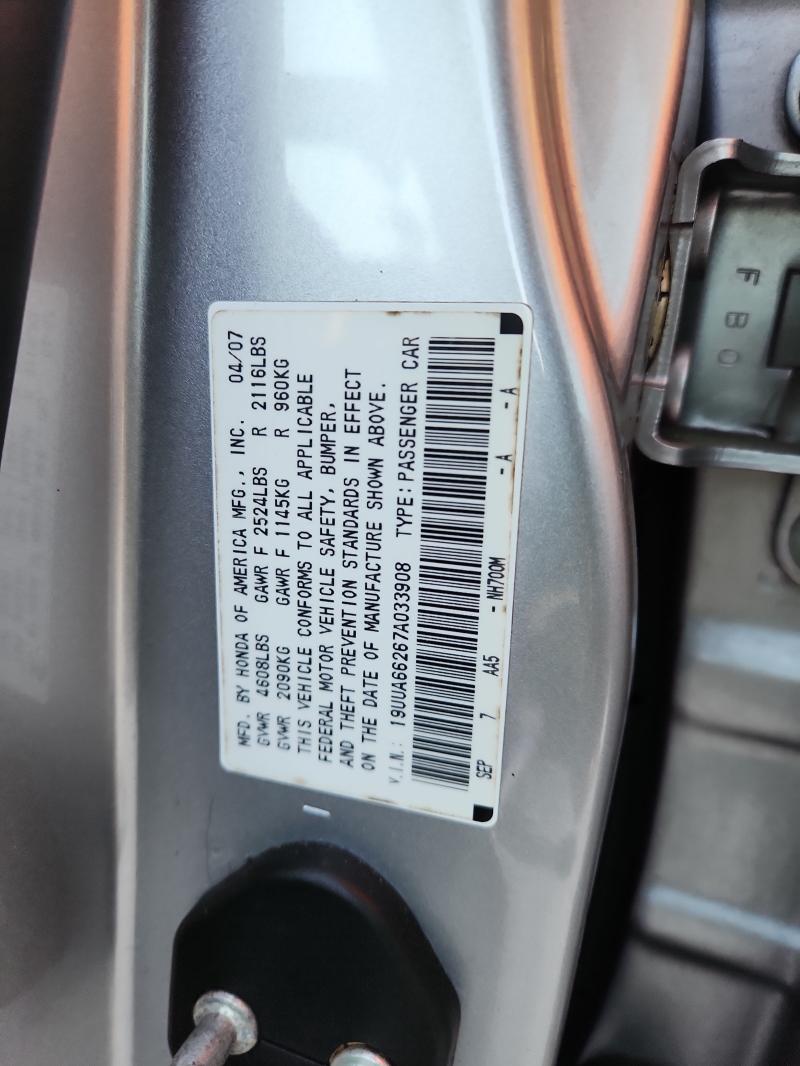 MFD. BY HONDA OF AMERICA MFG., INC. 04/07
GVWR 4608LBS GAWR F 2524LBS R 2116LBS
GVWR 2090KG GAWR F 1145KG R 960KG
THIS VEHICLE CONFORMS TO ALL APPLICABLE
FEDERAL MOTOR VEHICLE SAFETY, BUMPER,
AND THEFT PREVENTION STANDARDS IN EFFECT
ON THE DATE OF MANUFACTURE SHOWN ABOVE.
V.I.N.: 19UUA66267A033908 TYPE: PASSENGER CAR
SEP 7 AA5 - NH700M - A - A
FBO